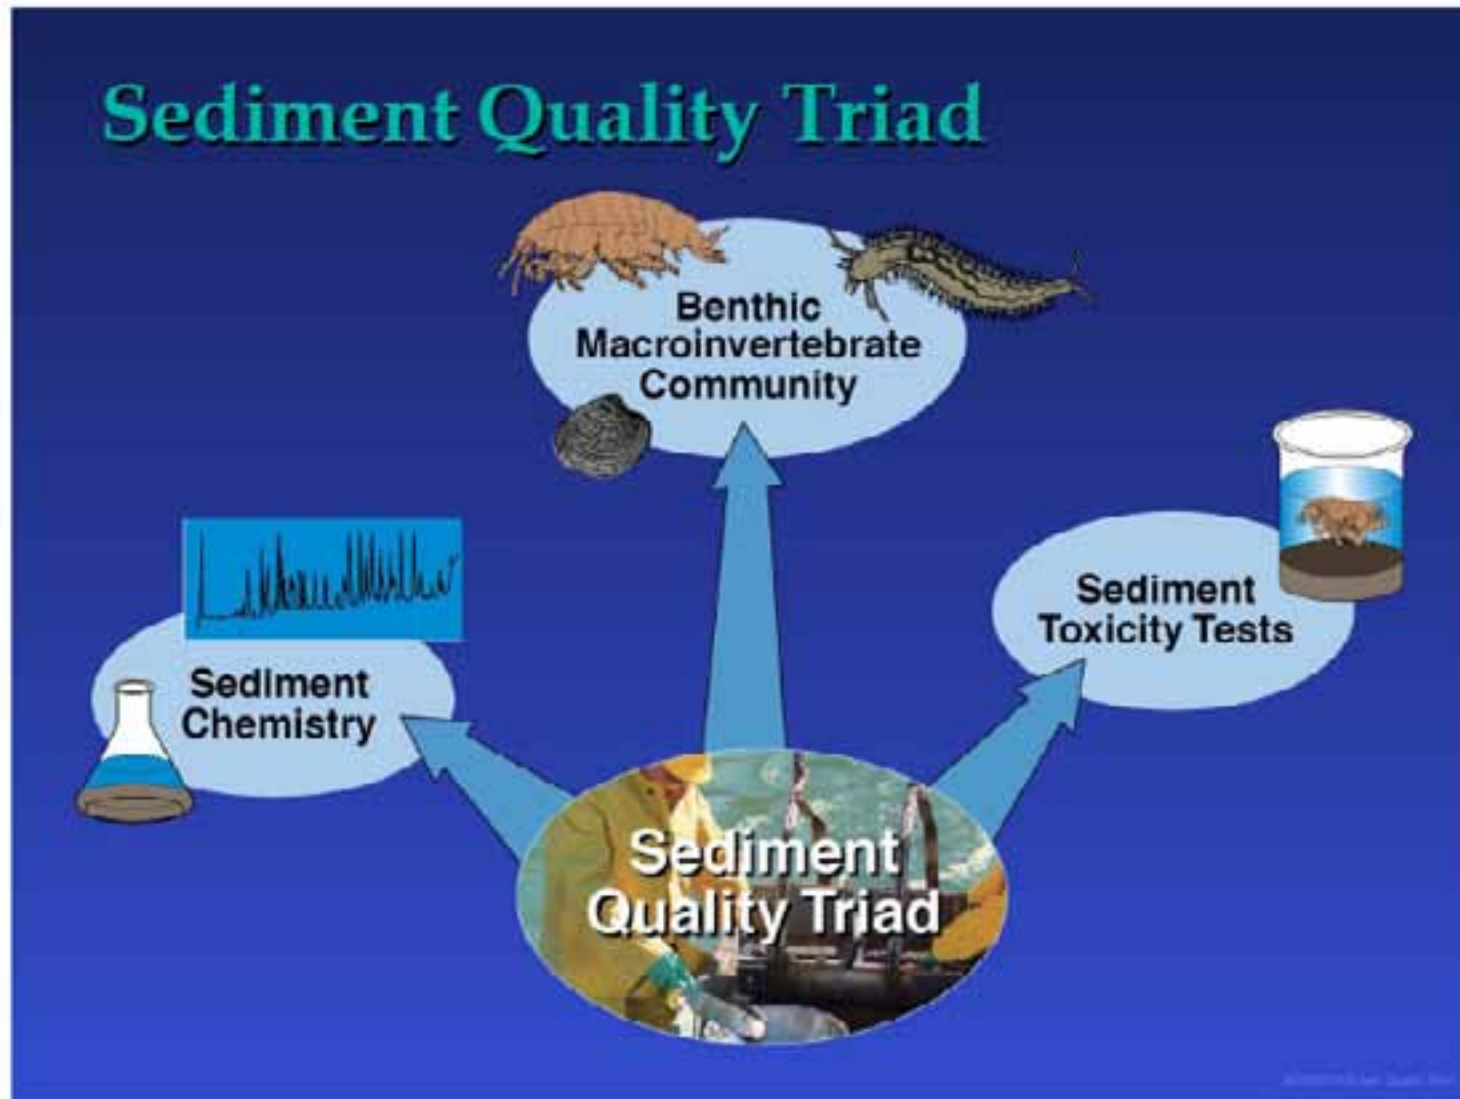 Sediment Quality Triad
Benthic
Macroinvertebrate
Community
Sediment
Toxicity Tests
Sediment
Chemistry
Sediment
Quality Triad